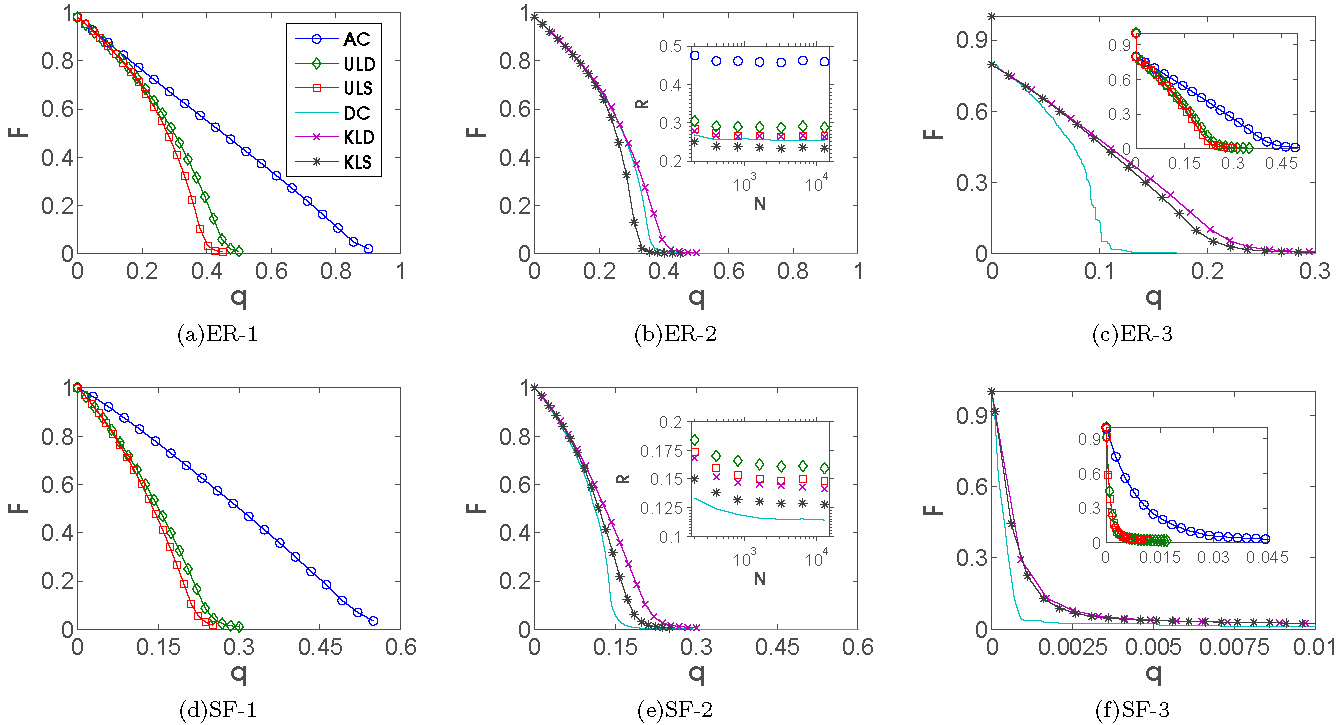 1
0.8
0.6
0.4
0.2
0
F
0 0.2 0.4 0.6 0.8 1
q
AC
ULD
ULS
DC
KLD
KLS
(a)ER-1
1
0.8
0.6
0.4
0.2
0
F
0 0.2 0.4 0.6 0.8 1
q
0.5
0.4
0.3
0.2
R
10³ 10⁴
N
(b)ER-2
0.9
0.6
0.3
0
F
0 0.1 0.2 0.3
q
0.9
0.6
0.3
0
0 0.15 0.3 0.45
(c)ER-3
1
0.8
0.6
0.4
0.2
0
F
0 0.15 0.3 0.45 0.6
q
(d)SF-1
1
0.8
0.6
0.4
0.2
0
F
0 0.15 0.3 0.45 0.6
q
0.2
0.175
0.15
0.125
0.1
R
10³ 10⁴
N
(e)SF-2
0.9
0.6
0.3
0
F
0 0.0025 0.005 0.0075 0.01
q
0.9
0.6
0.3
0
0 0.015 0.03 0.045
(f)SF-3